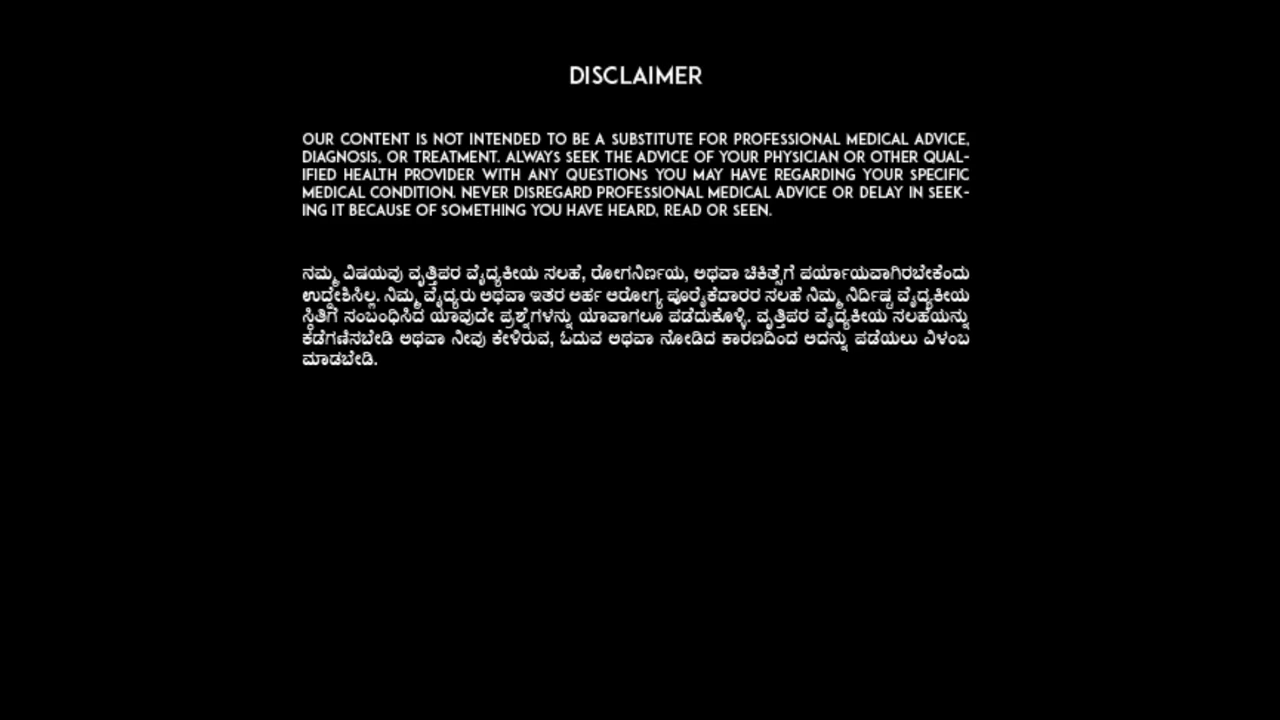 DISCLAIMER
OUR CONTENT IS NOT INTENDED TO BE A SUBSTITUTE FOR PROFESSIONAL MEDICAL ADVICE,
DIAGNOSIS, OR TREATMENT. ALWAYS SEEK THE ADVICE OF YOUR PHYSICIAN OR OTHER QUAL-
IFIED HEALTH PROVIDER WITH ANY QUESTIONS YOU MAY HAVE REGARDING YOUR SPECIFIC
MEDICAL CONDITION. NEVER DISREGARD PROFESSIONAL MEDICAL ADVICE OR DELAY IN SEEK-
ING IT BECAUSE OF SOMETHING YOU HAVE HEARD, READ OR SEEN.
ನಮ್ಮ ವಿಷಯವು ವೃತ್ತಿಪರ ವೈದ್ಯಕೀಯ ಸಲಹೆ, ರೋಗನಿರ್ಣಯ, ಅಥವಾ ಚಿಕಿತ್ಸೆಗೆ ಪರ್ಯಾಯವಾಗಿರಬೇಕೆಂದು
ಉದ್ದೇಶಿಸಿಲ್ಲ. ನಿಮ್ಮ ವೈದ್ಯರು ಅಥವಾ ಇತರ ಅರ್ಹ ಆರೋಗ್ಯ ಪೂರೈಕೆದಾರರ ಸಲಹೆ ನಿಮ್ಮ ನಿರ್ದಿಷ್ಟ ವೈದ್ಯಕೀಯ
ಸ್ಥಿತಿಗೆ ಸಂಬಂಧಿಸಿದ ಯಾವುದೇ ಪ್ರಶ್ನೆಗಳನ್ನು ಯಾವಾಗಲೂ ಪಡೆದುಕೊಳ್ಳಿ. ವೃತ್ತಿಪರ ವೈದ್ಯಕೀಯ ಸಲಹೆಯನ್ನು
ಕಡೆಗಣಿಸಬೇಡಿ ಅಥವಾ ನೀವು ಕೇಳಿರುವ, ಓದುವ ಅಥವಾ ನೋಡಿದ ಕಾರಣದಿಂದ ಅದನ್ನು ಪಡೆಯಲು ವಿಳಂಬ
ಮಾಡಬೇಡಿ.